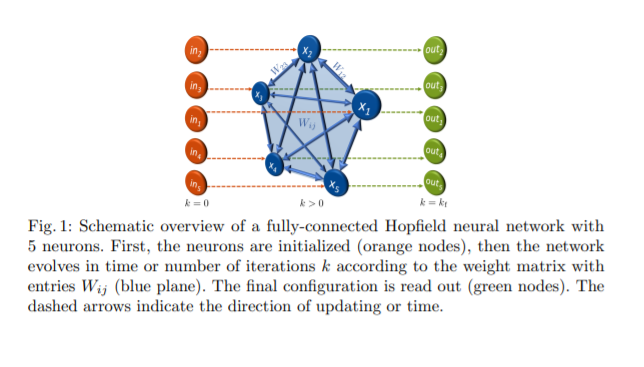 in₂ x₂ out₂
W₂₃ W₁₂
in₃ x₃ out₃
x₁
in₁ Wᵢⱼ out₁
in₄ x₄ out₄
in₅ x₅ out₅
k = 0 k > 0 k = kₜ
Fig. 1: Schematic overview of a fully-connected Hopfield neural network with
5 neurons. First, the neurons are initialized (orange nodes), then the network
evolves in time or number of iterations k according to the weight matrix with
entries Wᵢⱼ (blue plane). The final configuration is read out (green nodes). The
dashed arrows indicate the direction of updating or time.